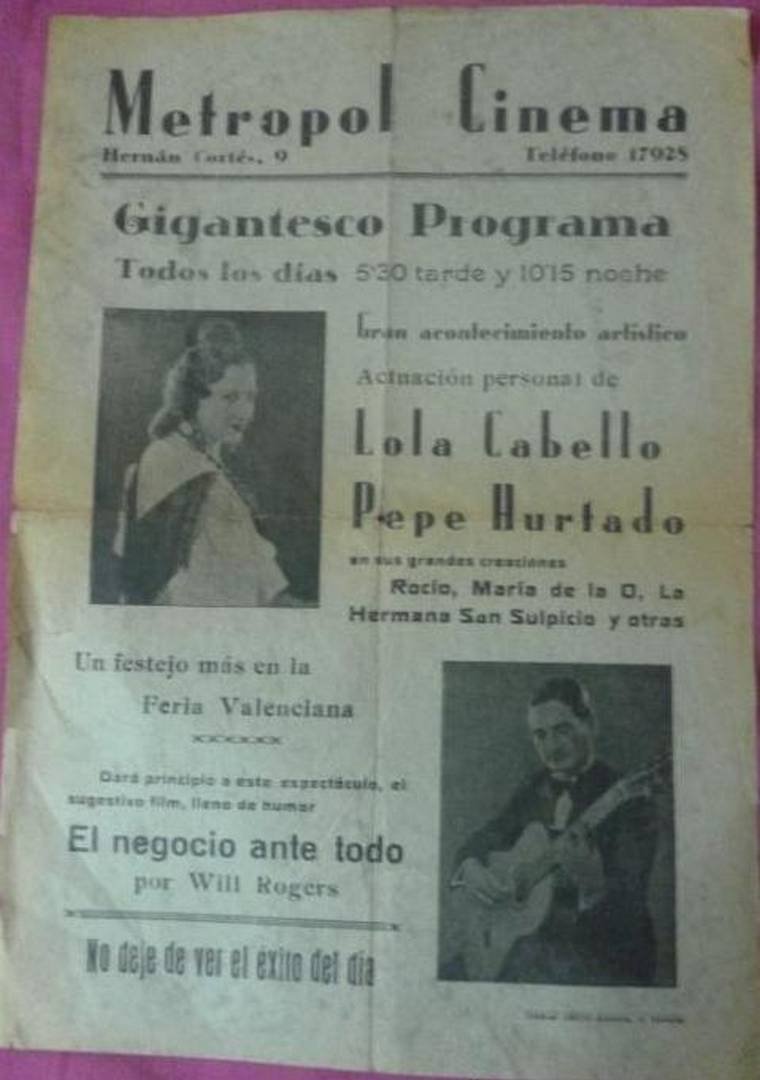 Metropol Cinema
Hernán Cortés, 9 Teléfono 17928
Gigantesco Programa
Todos los días 5'30 tarde y 10'15 noche
Gran acontecimiento artístico
Actuación personal de
Lola Cabello
Pepe Hurtado
en sus grandes creaciones
Rocío, María de la O, La
Hermana San Sulpicio y otras
Un festejo más en la
Feria Valenciana
xxxxxx
Dará principio a este espectáculo, el
sugestivo film, lleno de humor
El negocio ante todo
por Will Rogers
No deje de ver el éxito del día